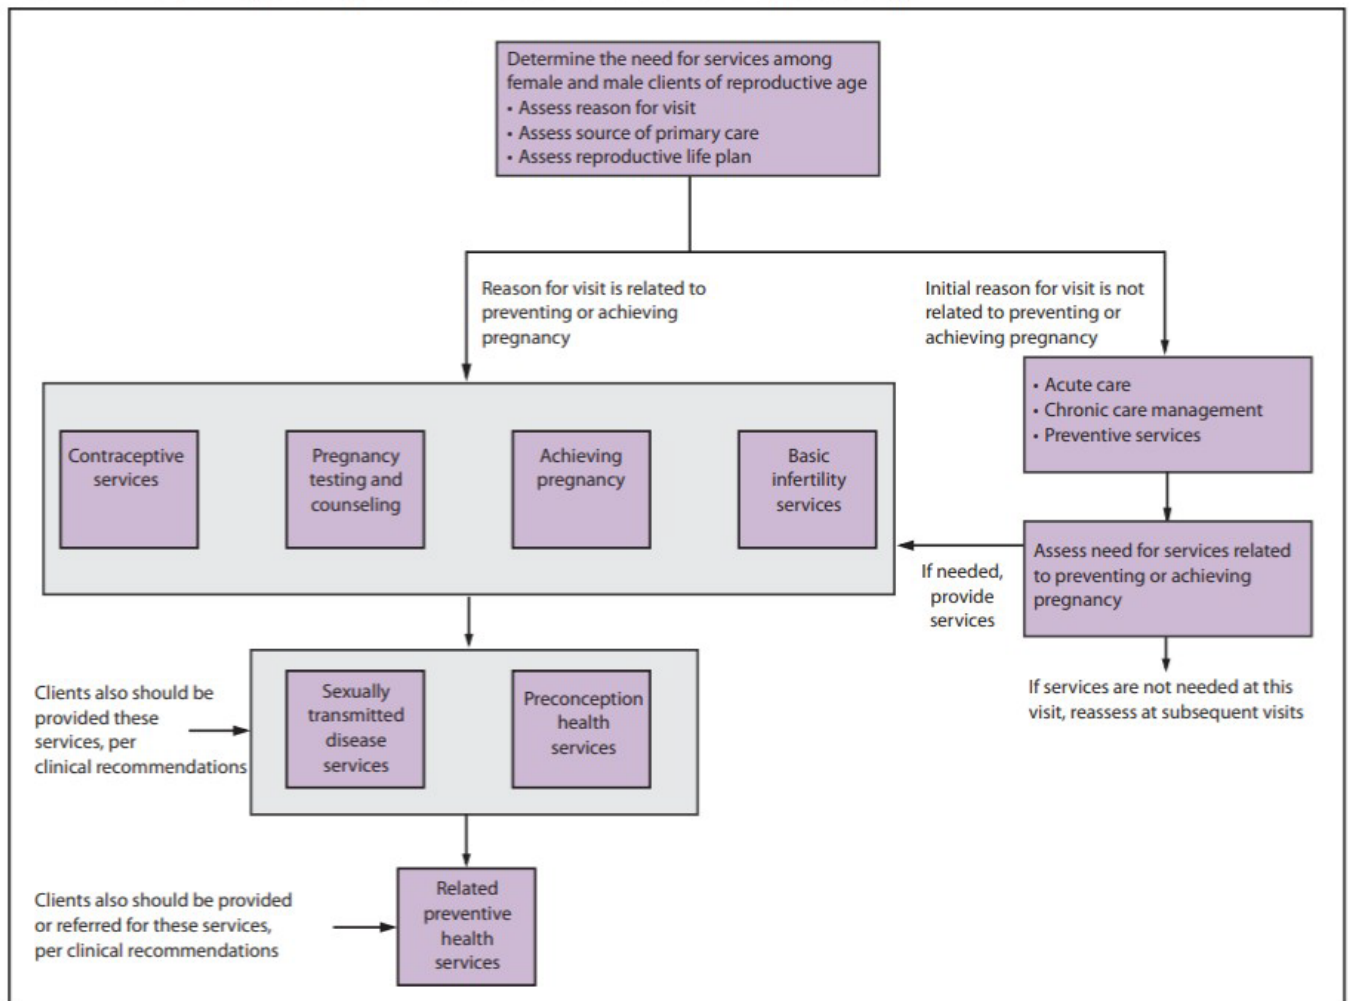 Determine the need for services among
female and male clients of reproductive age
• Assess reason for visit
• Assess source of primary care
• Assess reproductive life plan
Reason for visit is related to
preventing or achieving
pregnancy
Initial reason for visit is not
related to preventing or
achieving pregnancy
• Acute care
• Chronic care management
• Preventive services
Contraceptive
services
Pregnancy
testing and
counseling
Achieving
pregnancy
Basic
infertility
services
If needed,
provide
services
Assess need for services related
to preventing or achieving
pregnancy
If services are not needed at this
visit, reassess at subsequent visits
Clients also should be
provided these
services, per
clinical recommendations
Sexually
transmitted
disease
services
Preconception
health
services
Clients also should be provided
or referred for these services,
per clinical recommendations
Related
preventive
health
services